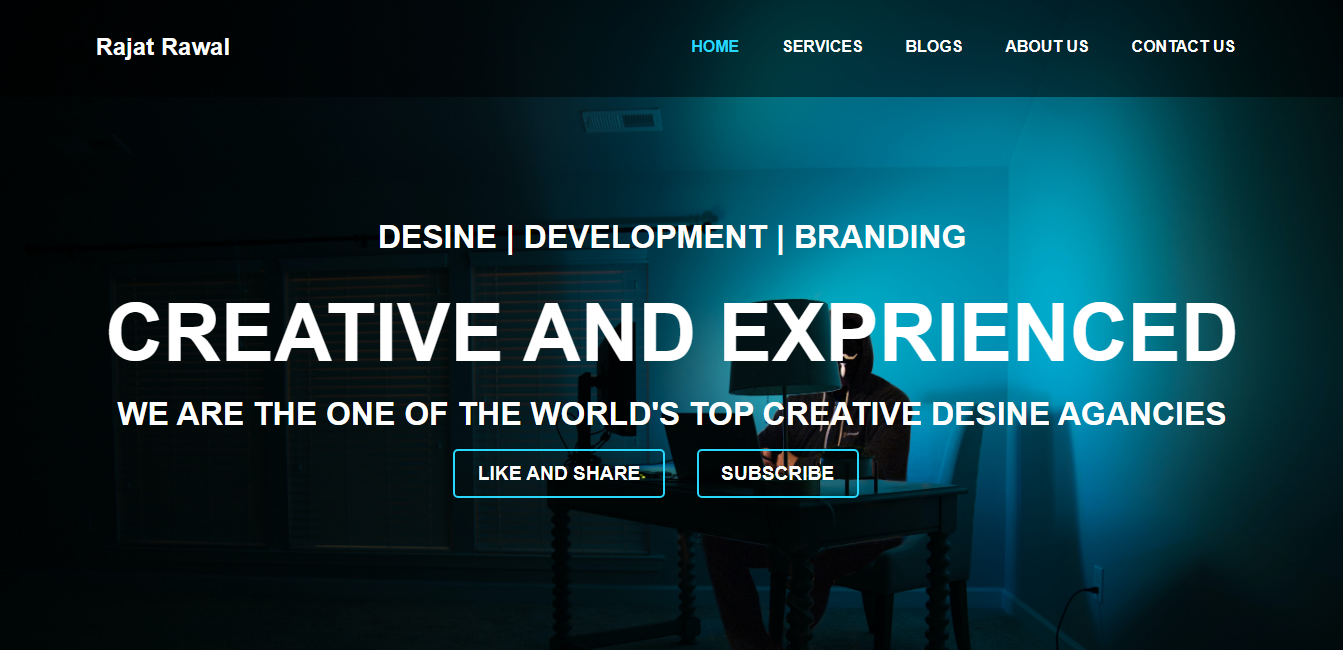 Rajat Rawal
HOME SERVICES BLOGS ABOUT US CONTACT US
DESINE | DEVELOPMENT | BRANDING
CREATIVE AND EXPRIENCED
WE ARE THE ONE OF THE WORLD'S TOP CREATIVE DESINE AGANCIES
LIKE AND SHARE SUBSCRIBE